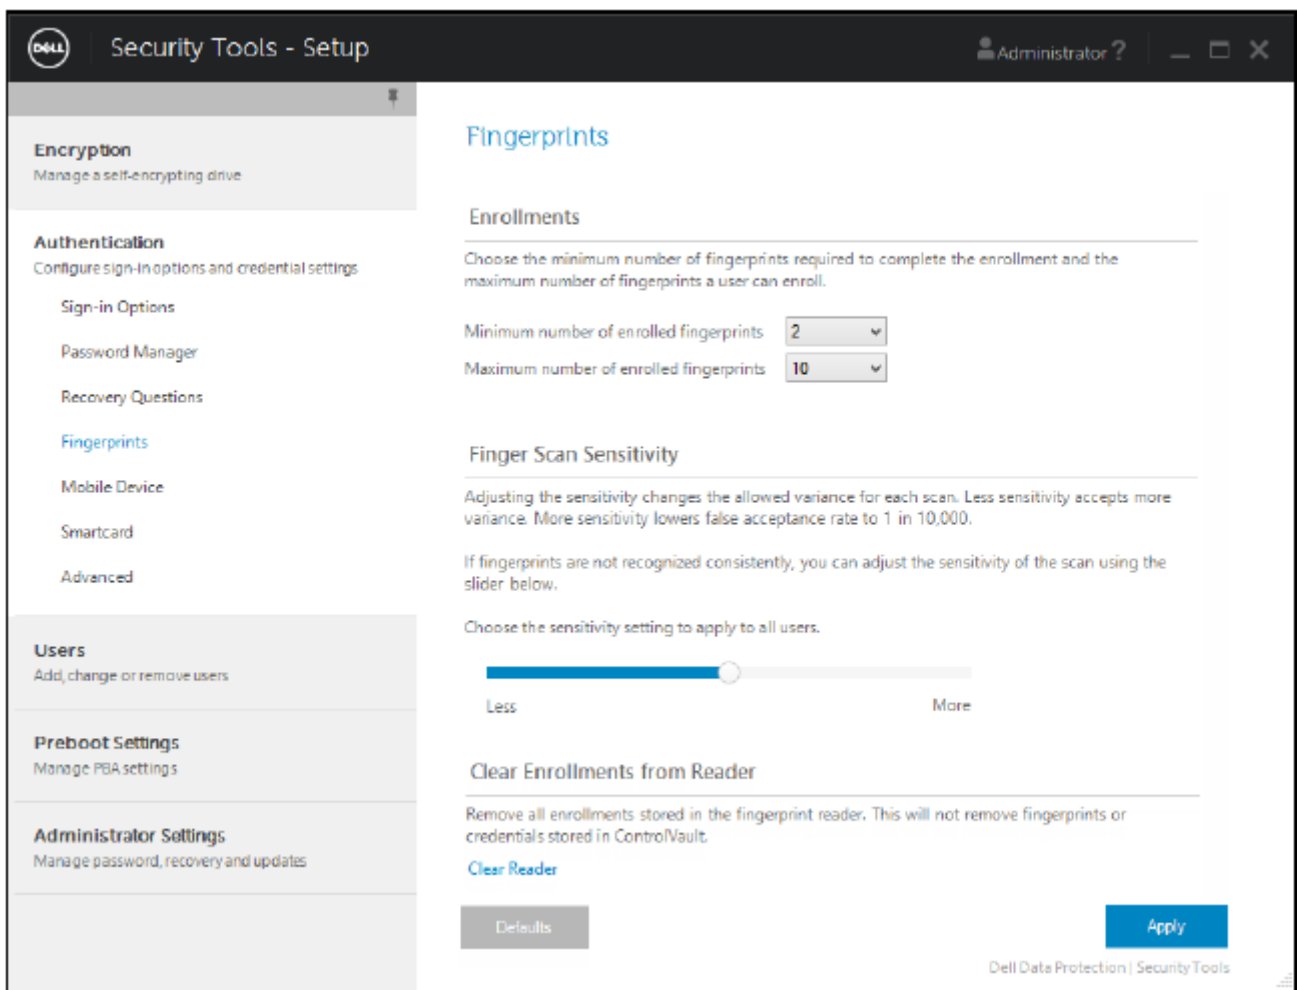 DELL Security Tools - Setup Administrator ?
Encryption
Manage a self-encrypting drive
Authentication
Configure sign-in options and credential settings
Sign-in Options
Password Manager
Recovery Questions
Fingerprints
Mobile Device
Smartcard
Advanced
Users
Add, change or remove users
Preboot Settings
Manage PBA settings
Administrator Settings
Manage password, recovery and updates
Fingerprints
Enrollments
Choose the minimum number of fingerprints required to complete the enrollment and the
maximum number of fingerprints a user can enroll.
Minimum number of enrolled fingerprints 2
Maximum number of enrolled fingerprints 10
Finger Scan Sensitivity
Adjusting the sensitivity changes the allowed variance for each scan. Less sensitivity accepts more
variance. More sensitivity lowers false acceptance rate to 1 in 10,000.
If fingerprints are not recognized consistently, you can adjust the sensitivity of the scan using the
slider below.
Choose the sensitivity setting to apply to all users.
Less More
Clear Enrollments from Reader
Remove all enrollments stored in the fingerprint reader. This will not remove fingerprints or
credentials stored in ControlVault.
Clear Reader
Defaults Apply
Dell Data Protection | Security Tools